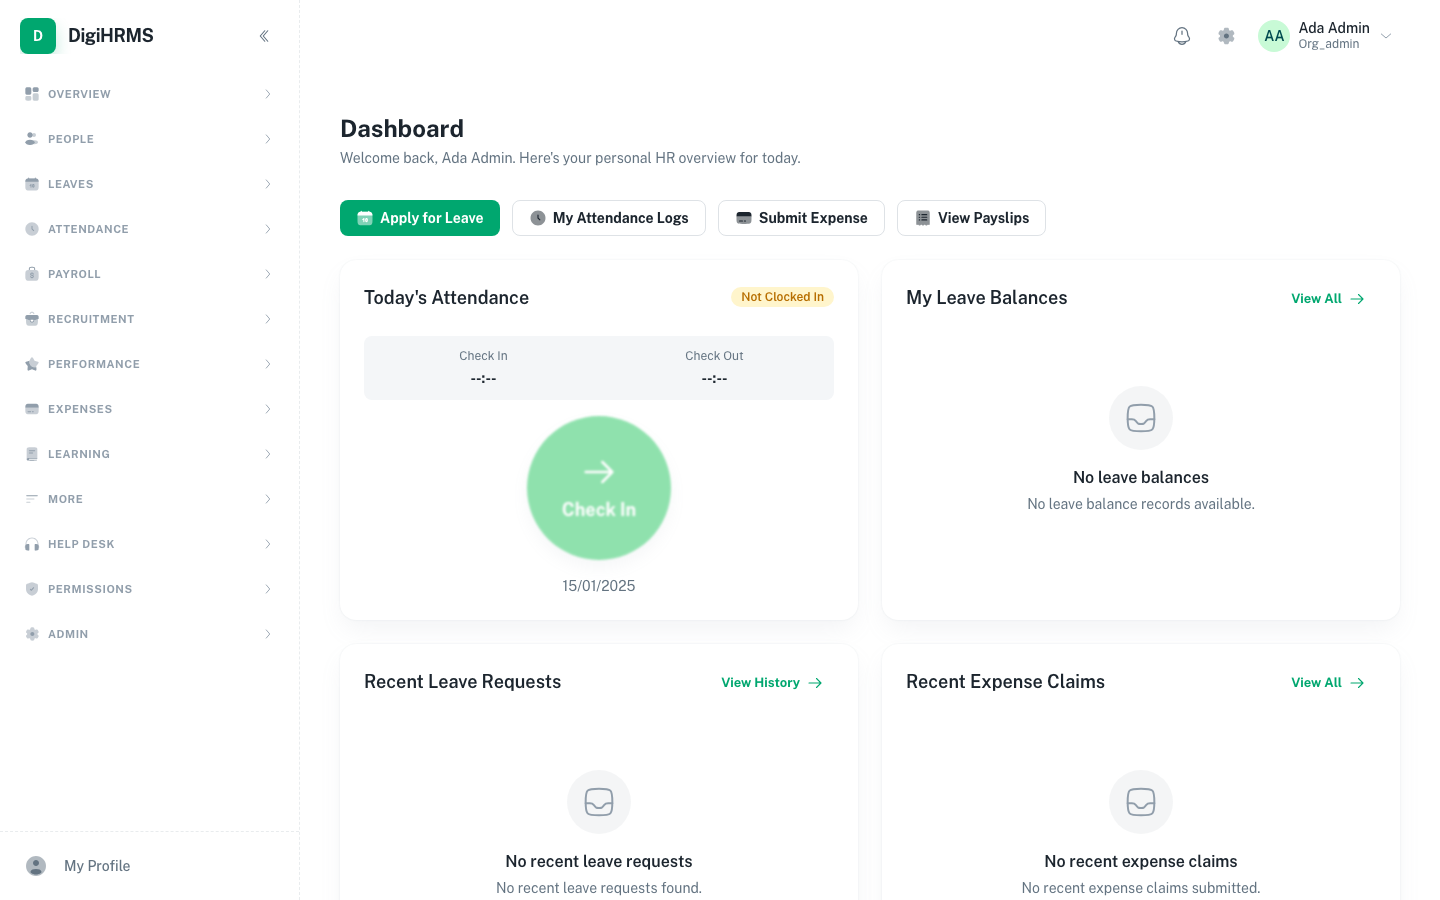 D DigiHRMS
OVERVIEW
PEOPLE
LEAVES
ATTENDANCE
PAYROLL
RECRUITMENT
PERFORMANCE
EXPENSES
LEARNING
MORE
HELP DESK
PERMISSIONS
ADMIN
My Profile
AA
Ada Admin
Org_admin
Dashboard
Welcome back, Ada Admin. Here's your personal HR overview for today.
Apply for Leave
My Attendance Logs
Submit Expense
View Payslips
Today's Attendance
Not Clocked In
Check In
Check Out
--:--
--:--
Check In
15/01/2025
My Leave Balances
View All
No leave balances
No leave balance records available.
Recent Leave Requests
View History
No recent leave requests
No recent leave requests found.
Recent Expense Claims
View All
No recent expense claims
No recent expense claims submitted.